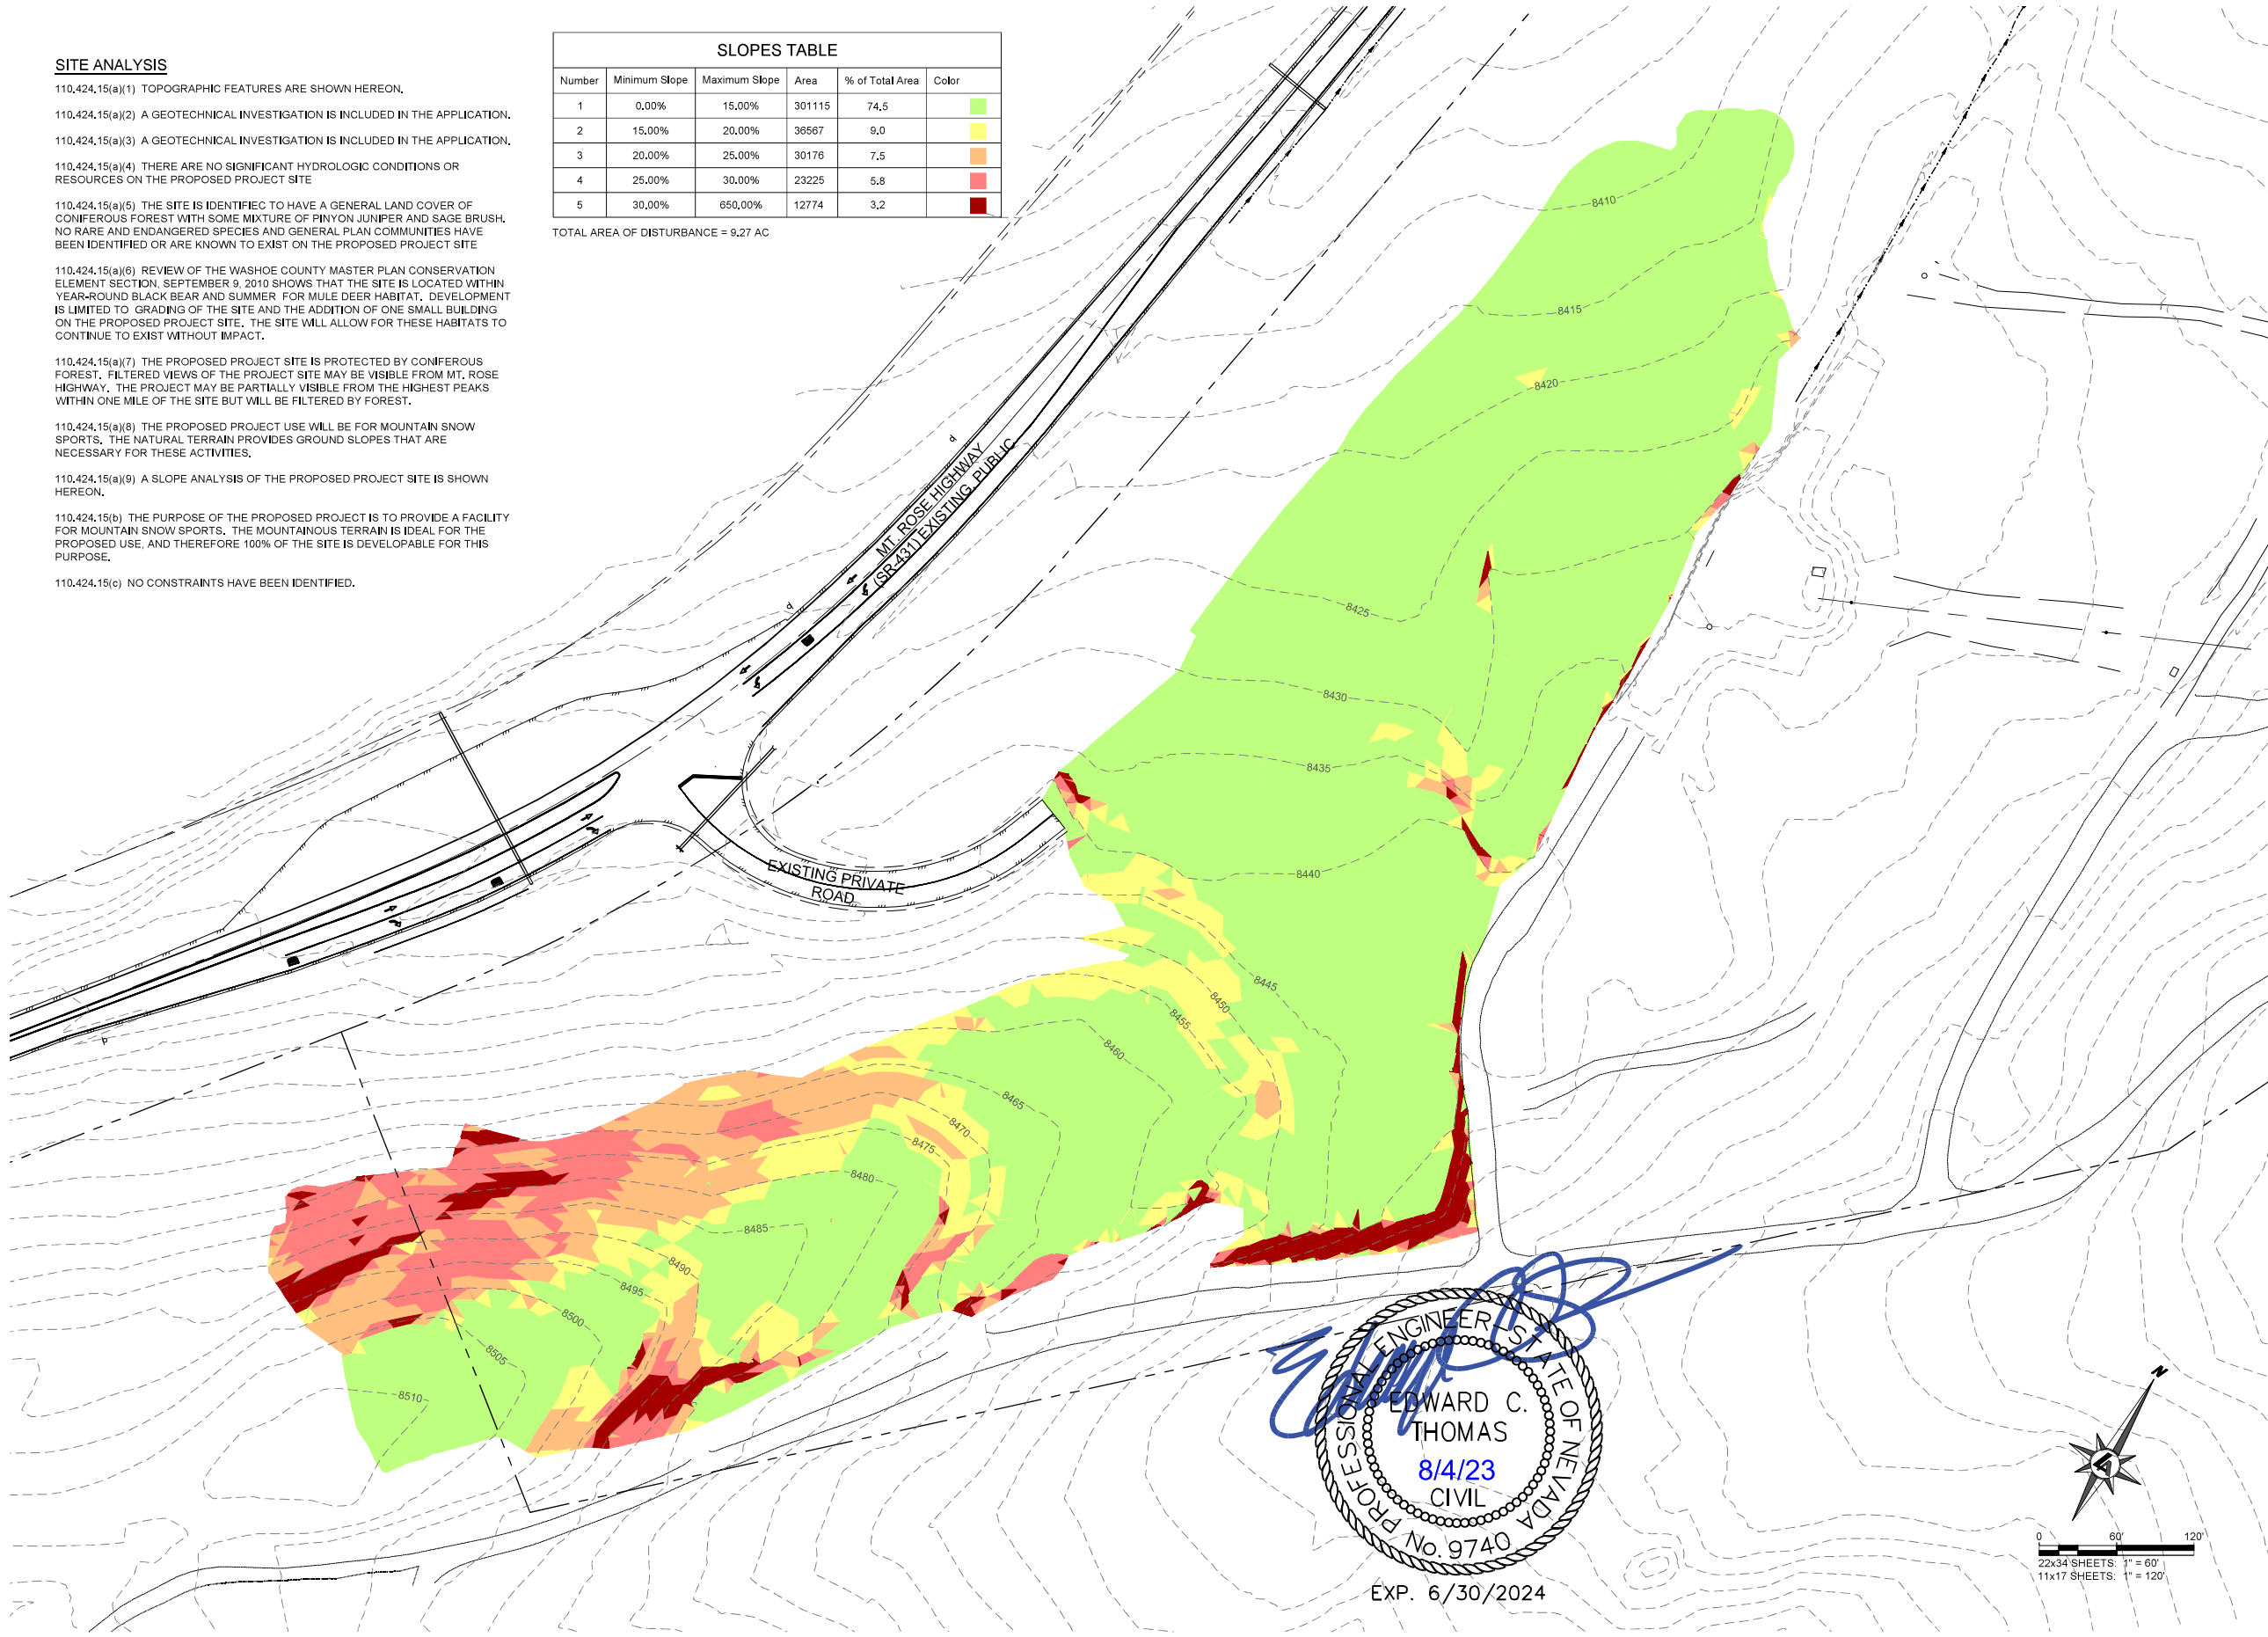 SITE ANALYSIS
110.424.15(a)(1) TOPOGRAPHIC FEATURES ARE SHOWN HEREON.
110.424.15(a)(2) A GEOTECHNICAL INVESTIGATION IS INCLUDED IN THE APPLICATION.
110.424.15(a)(3) A GEOTECHNICAL INVESTIGATION IS INCLUDED IN THE APPLICATION.
110.424.15(a)(4) THERE ARE NO SIGNIFICANT HYDROLOGIC CONDITIONS OR
RESOURCES ON THE PROPOSED PROJECT SITE
110.424.15(a)(5) THE SITE IS IDENTIFIEC TO HAVE A GENERAL LAND COVER OF
CONIFEROUS FOREST WITH SOME MIXTURE OF PINYON JUNIPER AND SAGE BRUSH.
NO RARE AND ENDANGERED SPECIES AND GENERAL PLAN COMMUNITIES HAVE
BEEN IDENTIFIED OR ARE KNOWN TO EXIST ON THE PROPOSED PROJECT SITE
110.424.15(a)(6) REVIEW OF THE WASHOE COUNTY MASTER PLAN CONSERVATION
ELEMENT SECTION, SEPTEMBER 9, 2010 SHOWS THAT THE SITE IS LOCATED WITHIN
YEAR-ROUND BLACK BEAR AND SUMMER FOR MULE DEER HABITAT. DEVELOPMENT
IS LIMITED TO GRADING OF THE SITE AND THE ADDITION OF ONE SMALL BUILDING
ON THE PROPOSED PROJECT SITE. THE SITE WILL ALLOW FOR THESE HABITATS TO
CONTINUE TO EXIST WITHOUT IMPACT.
110.424.15(a)(7) THE PROPOSED PROJECT SITE IS PROTECTED BY CONIFEROUS
FOREST. FILTERED VIEWS OF THE PROJECT SITE MAY BE VISIBLE FROM MT. ROSE
HIGHWAY. THE PROJECT MAY BE PARTIALLY VISIBLE FROM THE HIGHEST PEAKS
WITHIN ONE MILE OF THE SITE BUT WILL BE FILTERED BY FOREST.
110.424.15(a)(8) THE PROPOSED PROJECT USE WILL BE FOR MOUNTAIN SNOW
SPORTS. THE NATURAL TERRAIN PROVIDES GROUND SLOPES THAT ARE
NECESSARY FOR THESE ACTIVITIES.
110.424.15(a)(9) A SLOPE ANALYSIS OF THE PROPOSED PROJECT SITE IS SHOWN
HEREON.
110.424.15(b) THE PURPOSE OF THE PROPOSED PROJECT IS TO PROVIDE A FACILITY
FOR MOUNTAIN SNOW SPORTS. THE MOUNTAINOUS TERRAIN IS IDEAL FOR THE
PROPOSED USE, AND THEREFORE 100% OF THE SITE IS DEVELOPABLE FOR THIS
PURPOSE.
110.424.15(c) NO CONSTRAINTS HAVE BEEN IDENTIFIED.
SLOPES TABLE
Number Minimum Slope Maximum Slope Area % of Total Area Color
1 0.00% 15.00% 301115 74.5
2 15.00% 20.00% 36567 9.0
3 20.00% 25.00% 30176 7.5
4 25.00% 30.00% 23225 5.8
5 30.00% 650.00% 12774 3.2
TOTAL AREA OF DISTURBANCE = 9.27 AC
MT. ROSE HIGHWAY
(SR-431) EXISTING, PUBLIC
EXISTING PRIVATE
ROAD
8410
8415
8420
8425
8430
8435
8440
8445
8450
8455
8460
8465
8470
8475
8480
8485
8490
8495
8500
8505
8510
PROFESSIONAL ENGINEER STATE OF NEVADA
EDWARD C.
THOMAS
8/4/23
CIVIL
No. 9740
EXP. 6/30/2024
N
0 60' 120'
22x34 SHEETS: 1" = 60'
11x17 SHEETS: 1" = 120'